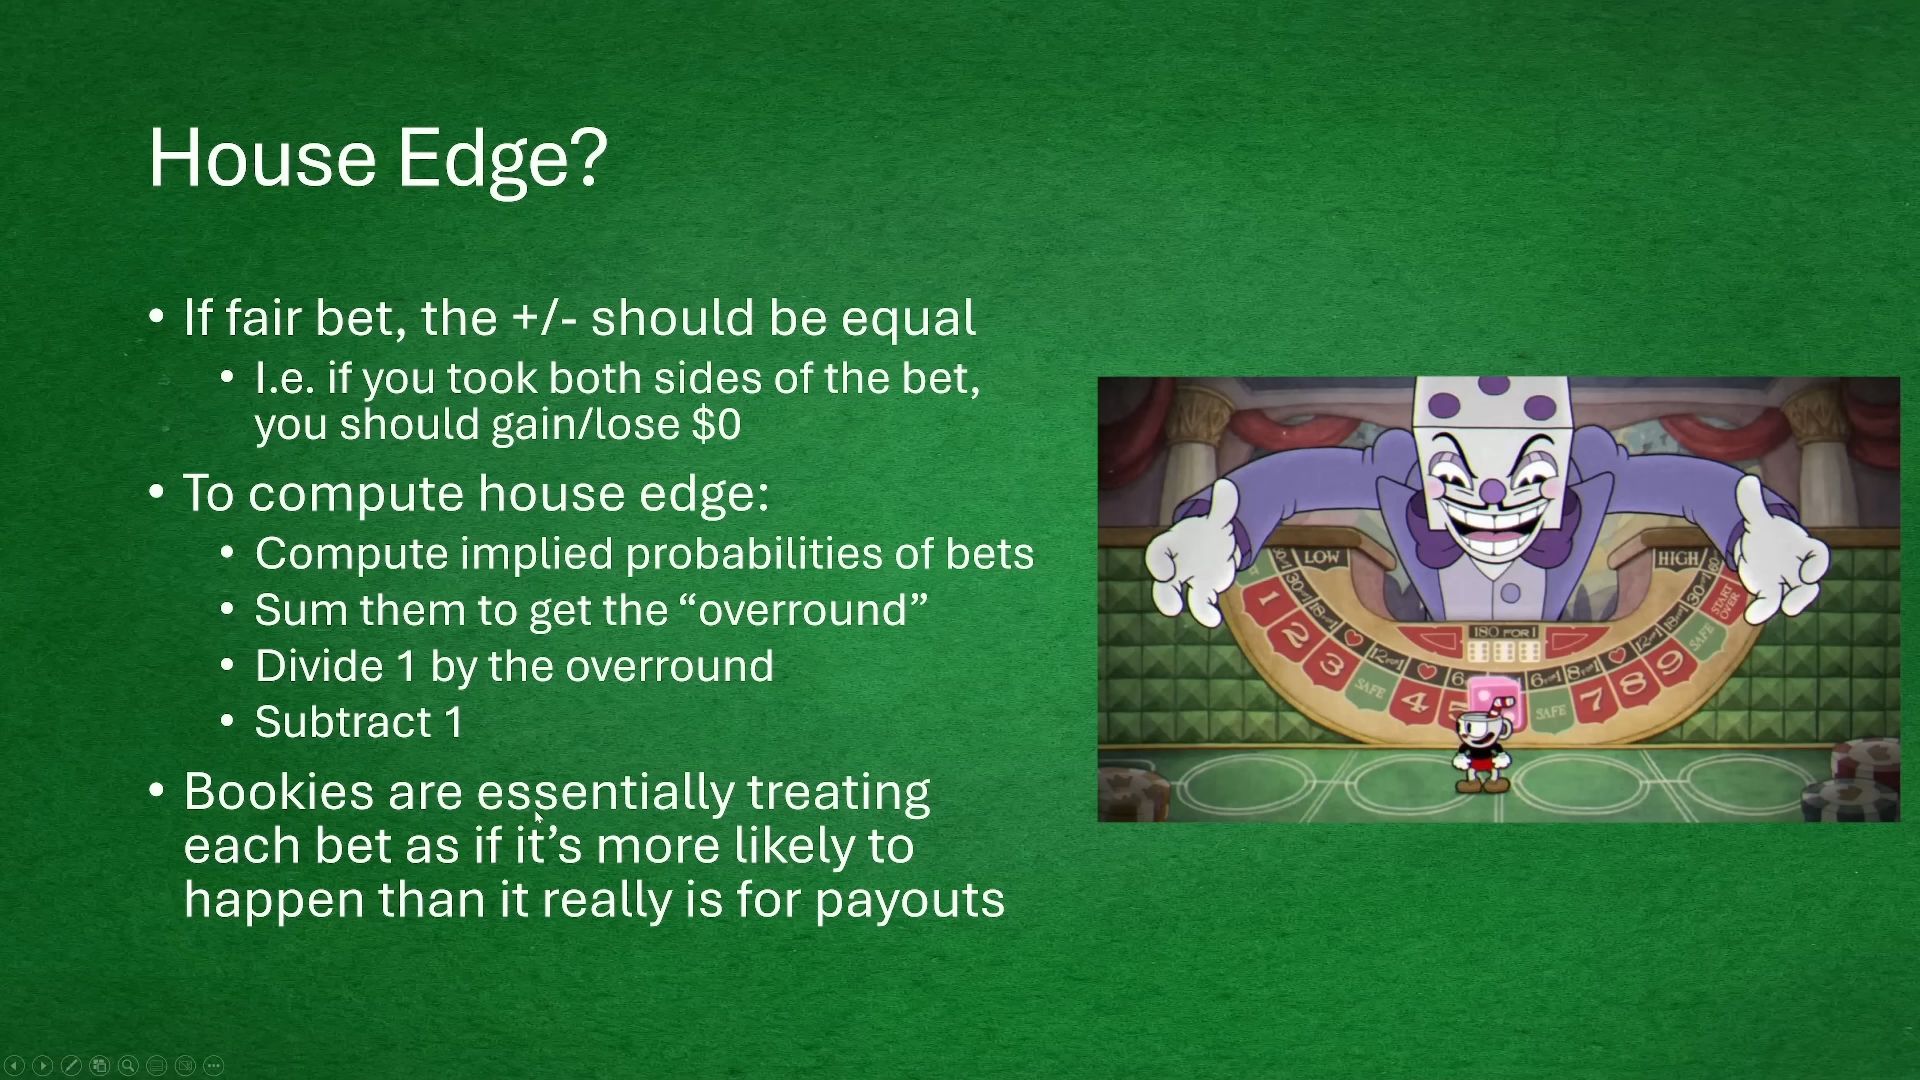 House Edge?
• If fair bet, the +/- should be equal
• I.e. if you took both sides of the bet,
you should gain/lose $0
• To compute house edge:
• Compute implied probabilities of bets
• Sum them to get the “overround”
• Divide 1 by the overround
• Subtract 1
• Bookies are essentially treating
each bet as if it’s more likely to
happen than it really is for payouts
LOW
HIGH
180 FOR 1
1
2
3
SAFE
4
5
SAFE
7
8
9
SAFE
START
OVER